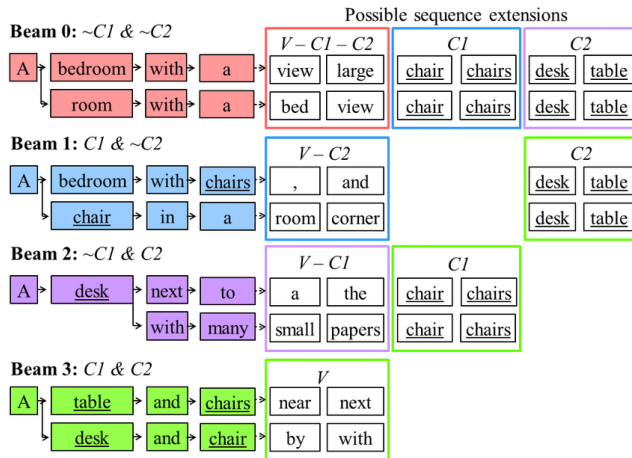 Possible sequence extensions
Beam 0: ~C1 & ~C2
V – C1 – C2 C1 C2
A bedroom with a view large chair chairs desk table
room with a bed view chair chairs desk table
Beam 1: C1 & ~C2
V – C2 C2
A bedroom with chairs , and desk table
chair in a room corner desk table
Beam 2: ~C1 & C2
V – C1 C1
A desk next to a the chair chairs
with many small papers chair chairs
Beam 3: C1 & C2
V
A table and chairs near next
desk and chair by with